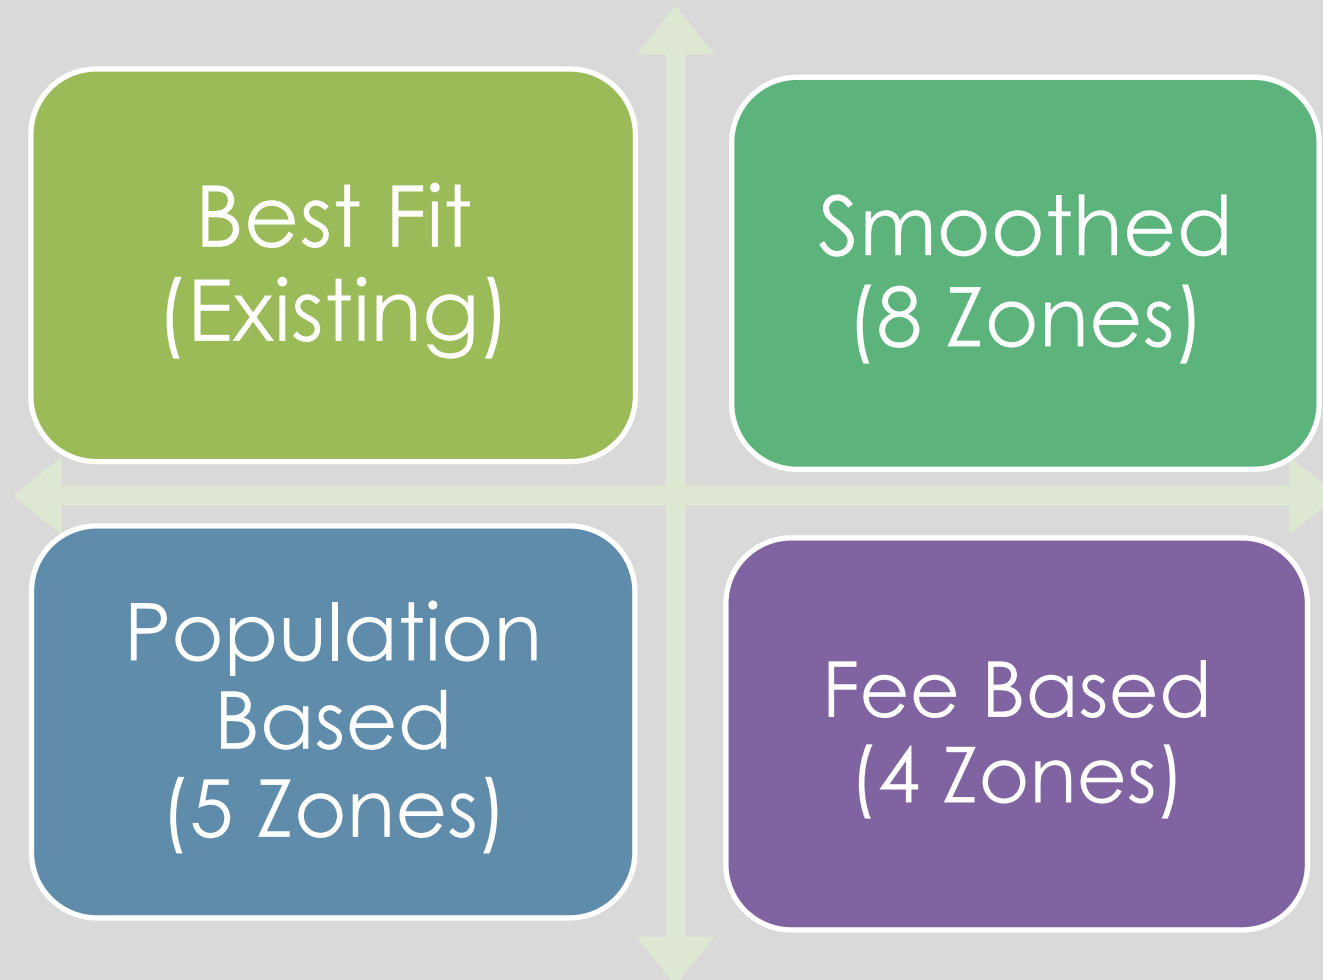 Best Fit
(Existing)
Smoothed
(8 Zones)
Population
Based
(5 Zones)
Fee Based
(4 Zones)